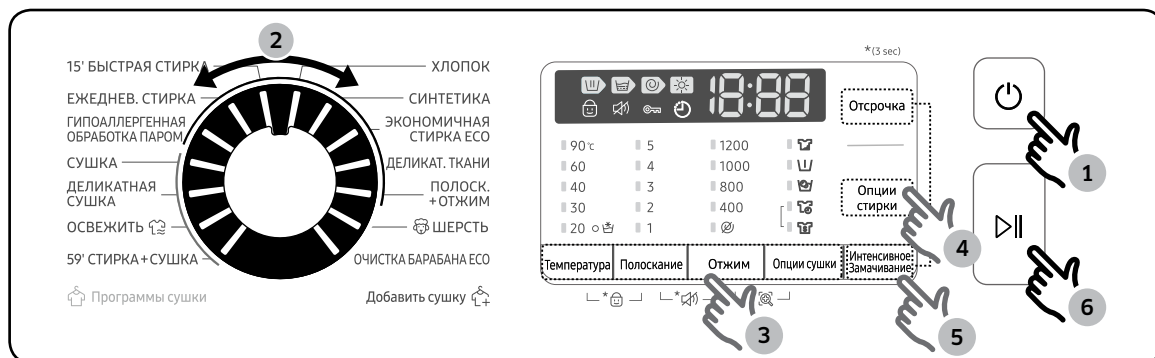 2
15' БЫСТРАЯ СТИРКА
ЕЖЕДНЕВ. СТИРКА
ГИПОАЛЛЕРГЕННАЯ
ОБРАБОТКА ПАРОМ
СУШКА
ДЕЛИКАТНАЯ
СУШКА
ОСВЕЖИТЬ
59' СТИРКА+СУШКА
Программы сушки
ХЛОПОК
СИНТЕТИКА
ЭКОНОМИЧНАЯ
СТИРКА ECO
ДЕЛИКАТ. ТКАНИ
ПОЛОСК.
+ОТЖИМ
ШЕРСТЬ
ОЧИСТКА БАРАБАНА ECO
Добавить сушку
*(3 sec)
18:88
90 ℃ 5 1200
60 4 1000
40 3 800
30 2 400
20 1
Отсрочка
Опции
стирки
4
Температура
Полоскание
Отжим
Опции сушки
Интенсивное
Замачивание
*
*
3
5
1
6